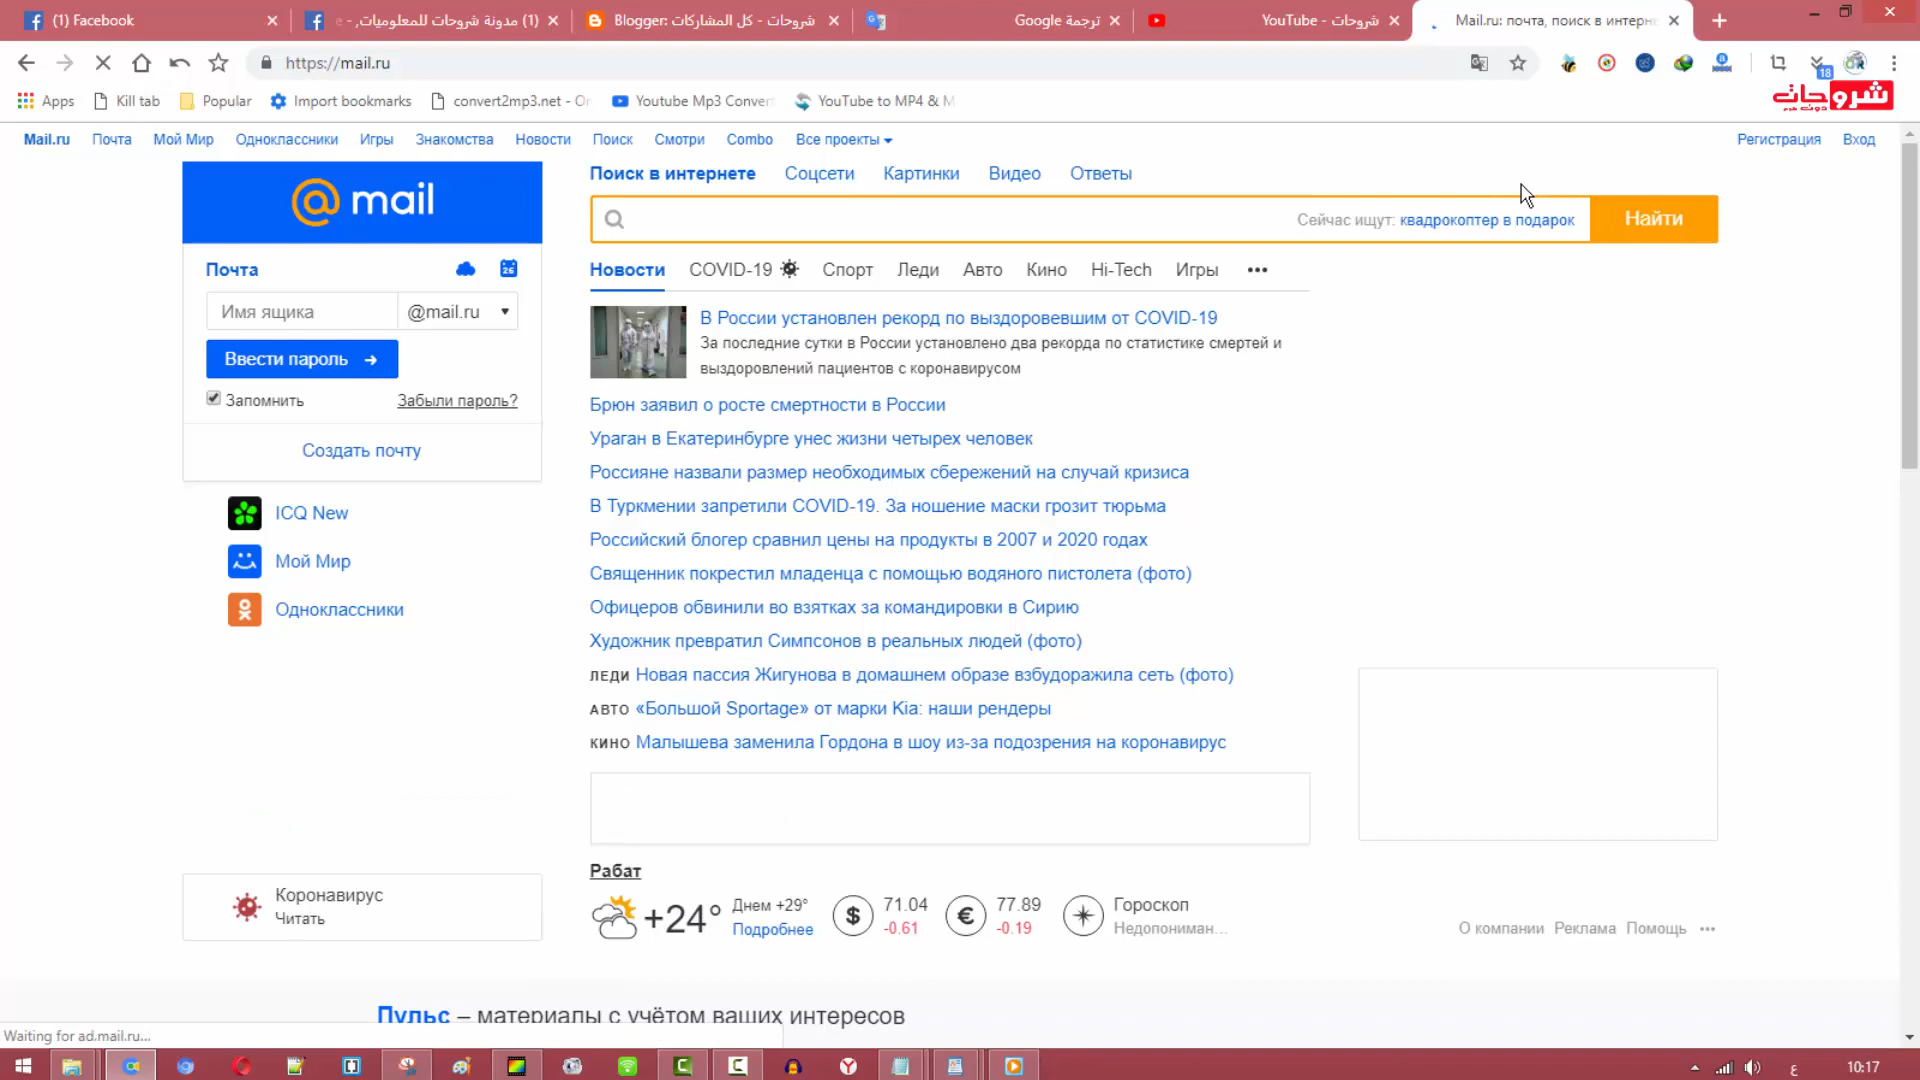 (1) Facebook
(1) مدونة شروحات للمعلوميات, - e
Blogger: شروحات - كل المشاركات
ترجمة Google
YouTube - شروحات
Mail.ru: почта, поиск в интерн
https://mail.ru
18
Apps
Kill tab
Popular
Import bookmarks
convert2mp3.net - Or
Youtube Mp3 Convert
YouTube to MP4 & M
شروحات
Mail.ru
Почта
Мой Мир
Одноклассники
Игры
Знакомства
Новости
Поиск
Смотри
Combo
Все проекты
Регистрация
Вход
@mail
Поиск в интернете
Соцсети
Картинки
Видео
Ответы
Сейчас ищут: квадрокоптер в подарок
Найти
Почта
26
Имя ящика
@mail.ru
Ввести пароль →
Запомнить
Забыли пароль?
Создать почту
ICQ New
Мой Мир
Одноклассники
Новости
COVID-19
Спорт
Леди
Авто
Кино
Hi-Tech
Игры
В России установлен рекорд по выздоровевшим от COVID-19
За последние сутки в России установлено два рекорда по статистике смертей и
выздоровлений пациентов с коронавирусом
Брюн заявил о росте смертности в России
Ураган в Екатеринбурге унес жизни четырех человек
Россияне назвали размер необходимых сбережений на случай кризиса
В Туркмении запретили COVID-19. За ношение маски грозит тюрьма
Российский блогер сравнил цены на продукты в 2007 и 2020 годах
Священник покрестил младенца с помощью водяного пистолета (фото)
Офицеров обвинили во взятках за командировки в Сирию
Художник превратил Симпсонов в реальных людей (фото)
ЛЕДИ Новая пассия Жигунова в домашнем образе взбудоражила сеть (фото)
АВТО «Большой Sportage» от марки Kia: наши рендеры
КИНО Малышева заменила Гордона в шоу из-за подозрения на коронавирус
Коронавирус
Читать
Рабат
+24°
Днем +29°
Подробнее
$
71.04
-0.61
€
77.89
-0.19
Гороскоп
Недопониман...
О компании
Реклама
Помощь
Пульс – материалы с учётом ваших интересов
Waiting for ad.mail.ru...
ع
10:17